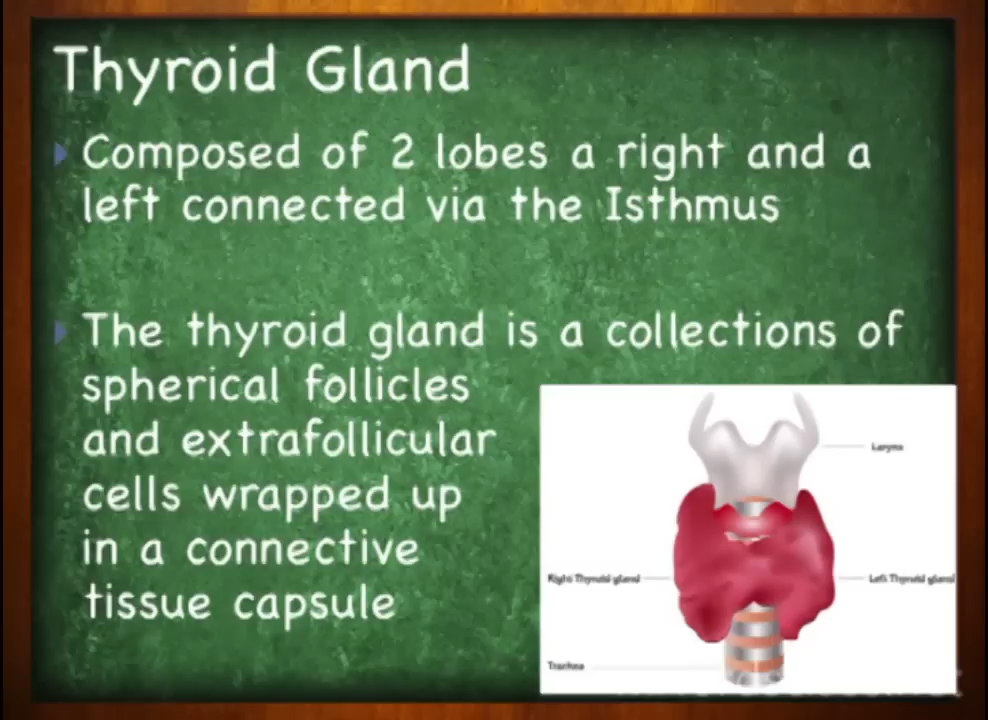 Thyroid Gland
Composed of 2 lobes a right and a
left connected via the Isthmus
The thyroid gland is a collections of
spherical follicles
and extrafollicular
cells wrapped up
in a connective
tissue capsule
Larynx
Right Thyroid gland
Left Thyroid gland
Trachea